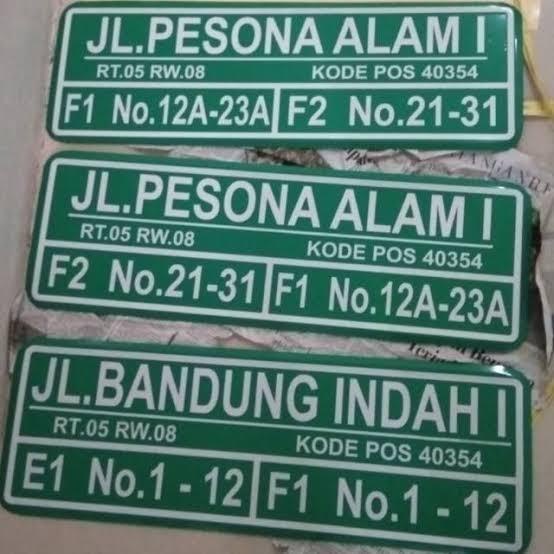 JL.PESONA ALAM I
RT.05 RW.08 KODE POS 40354
F1 No.12A-23A F2 No.21-31
JL.PESONA ALAM I
RT.05 RW.08 KODE POS 40354
F2 No.21-31 F1 No.12A-23A
JL.BANDUNG INDAH I
RT.05 RW.08 KODE POS 40354
E1 No.1 - 12 F1 No.1 - 12